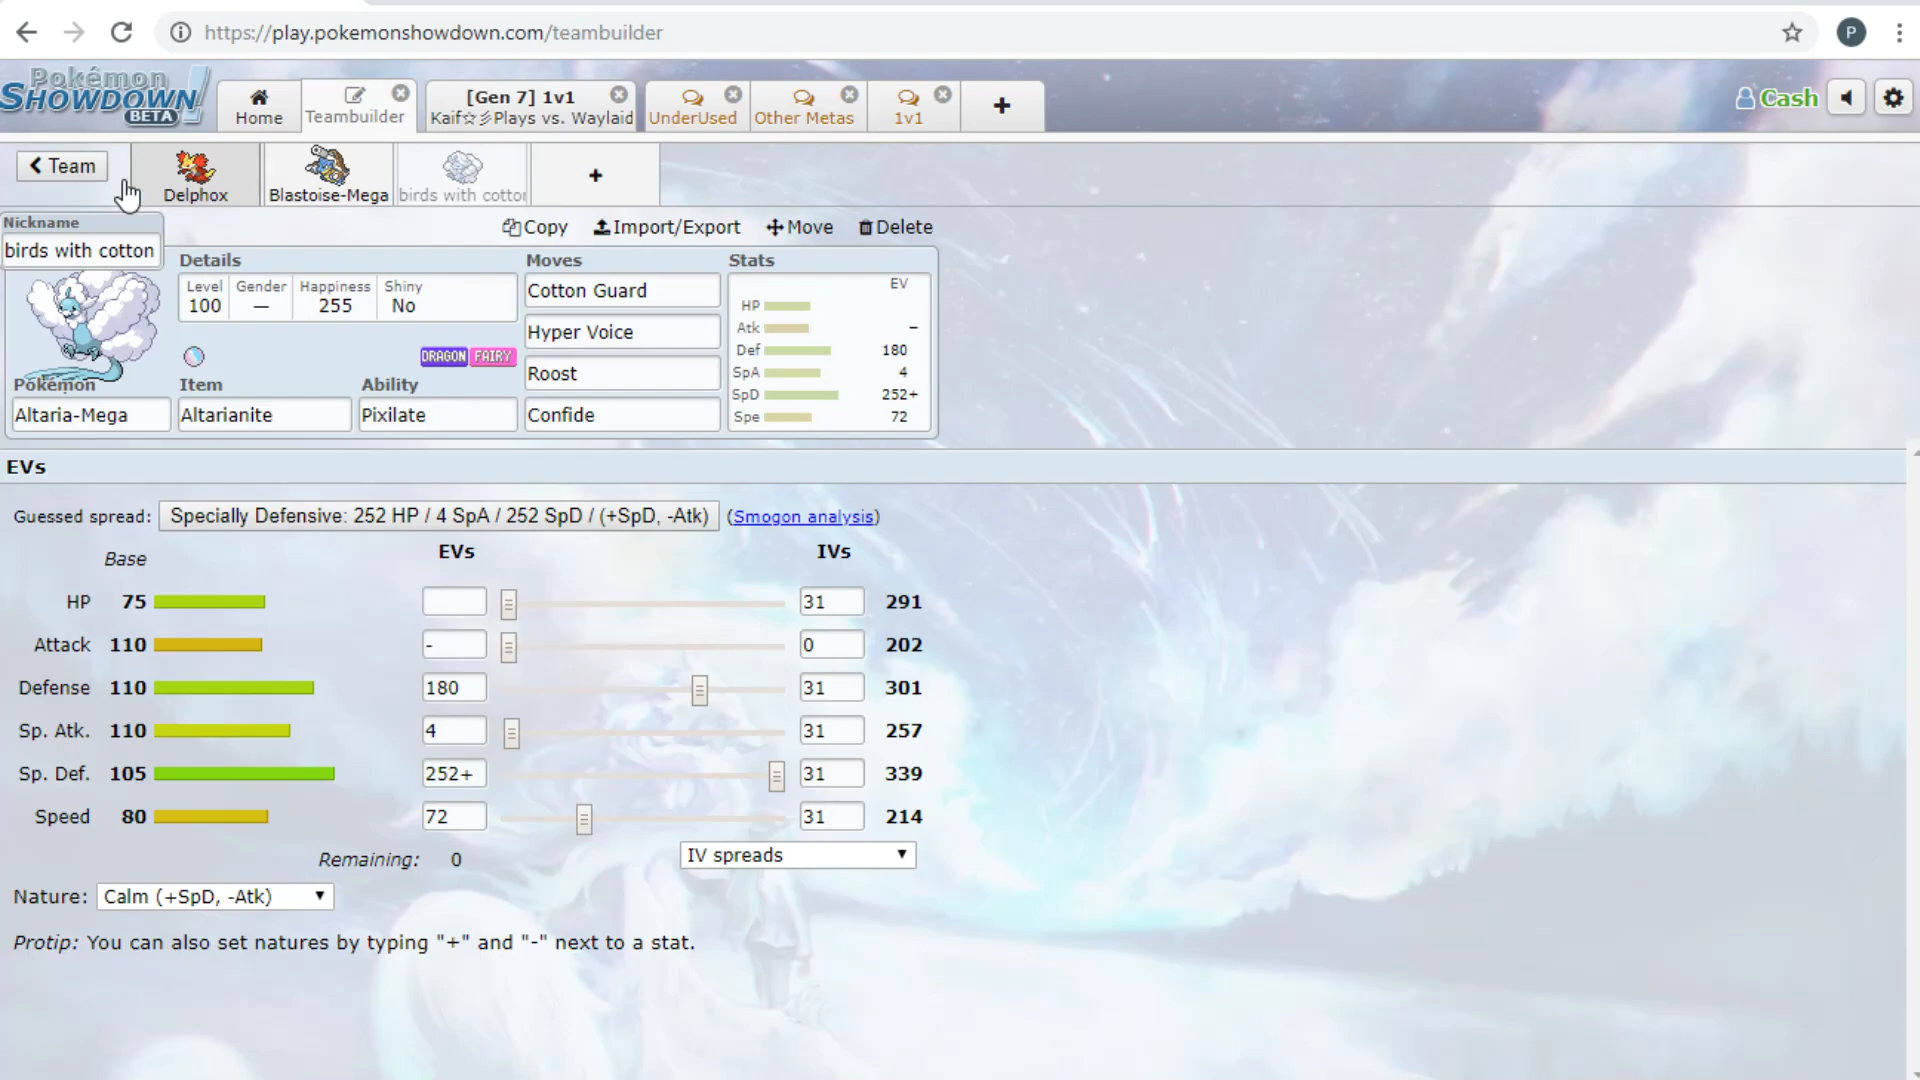 https://play.pokemonshowdown.com/teambuilder
P
Pokémon
SHOWDOWN!
BETA
Home
Teambuilder
[Gen 7] 1v1
Kaif☆彡Plays vs. Waylaid
UnderUsed
Other Metas
1v1
+
Cash
Team
Delphox
Blastoise-Mega
birds with cotton
+
Nickname
birds with cotton
Copy
Import/Export
Move
Delete
Details
Level
100
Gender
—
Happiness
255
Shiny
No
DRAGON FAIRY
Pokémon
Altaria-Mega
Item
Altarianite
Ability
Pixilate
Moves
Cotton Guard
Hyper Voice
Roost
Confide
Stats
EV
HP
Atk –
Def 180
SpA 4
SpD 252+
Spe 72
EVs
Guessed spread: Specially Defensive: 252 HP / 4 SpA / 252 SpD / (+SpD, -Atk) (Smogon analysis)
Base EVs IVs
HP 75 31 291
Attack 110 - 0 202
Defense 110 180 31 301
Sp. Atk. 110 4 31 257
Sp. Def. 105 252+ 31 339
Speed 80 72 31 214
Remaining: 0
IV spreads
Nature: Calm (+SpD, -Atk)
Protip: You can also set natures by typing "+" and "-" next to a stat.